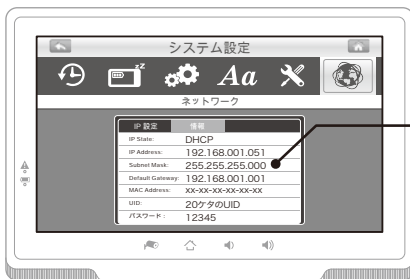 システム設定
z z
Aa
ネットワーク
IP 設定 情報
IP State: DHCP
IP Address: 192.168.001.051
Subnet Mask: 255.255.255.000
Default Gateway: 192.168.001.001
MAC Address: xx-xx-xx-xx-xx-xx
UID: 20ケタのUID
パスワード : 12345